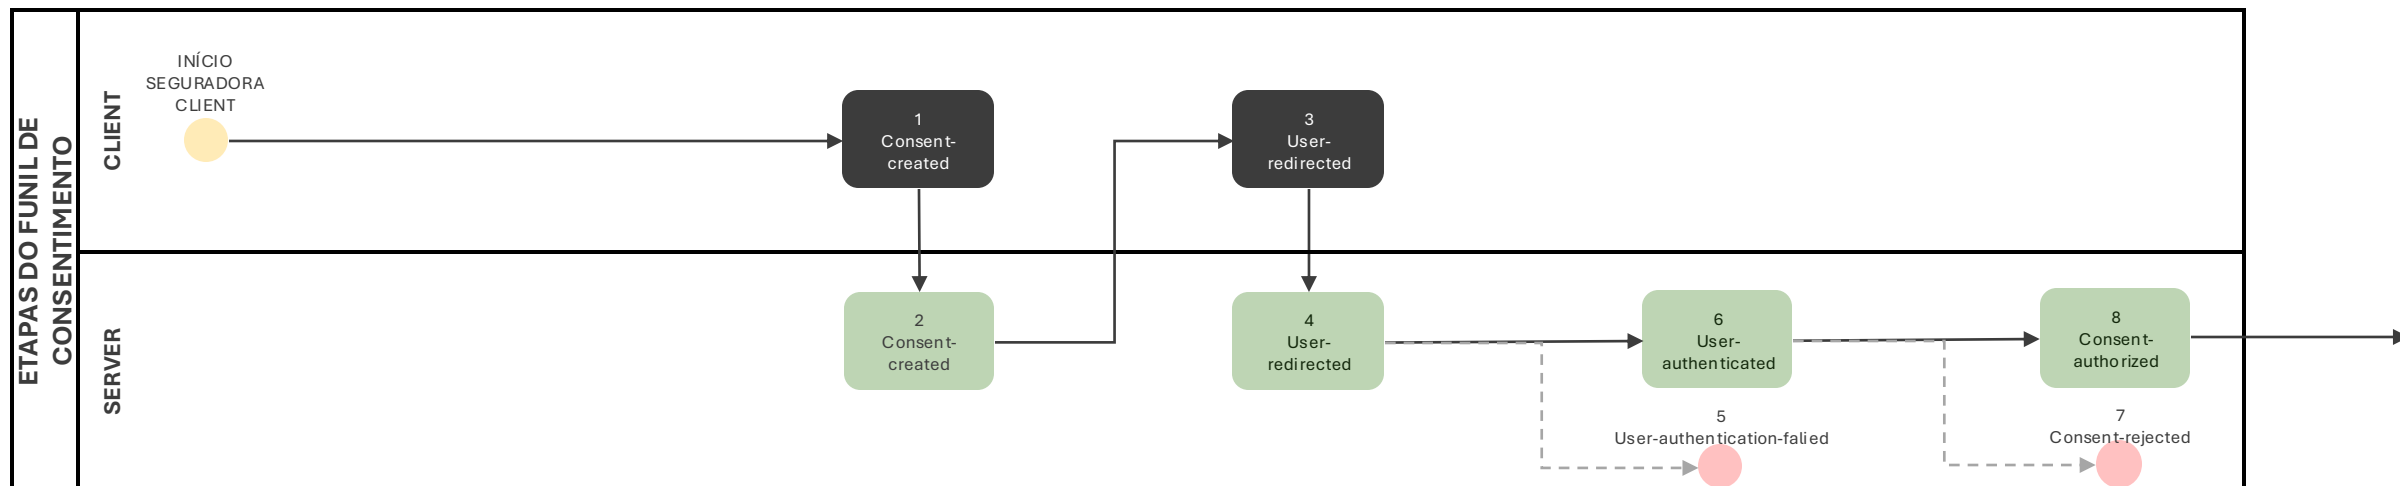 ETAPAS DO FUNIL DE
CONSENTIMENTO
CLIENT
INÍCIO
SEGURADORA
CLIENT
1
Consent-
created
3
User-
redirected
SERVER
2
Consent-
created
4
User-
redirected
6
User-
authenticated
8
Consent-
authorized
5
User-authentication-falied
7
Consent-rejected